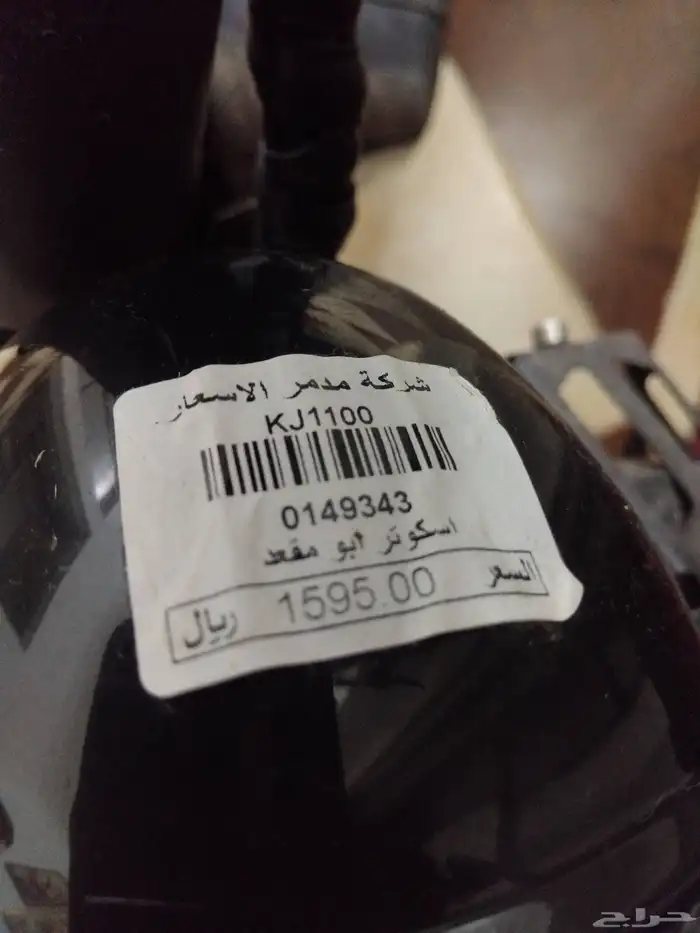 شركة مدمر الاسعار
KJ1100
0149343
اسكوتر ابو مقعد
السعر 1595.00 ريال
حراج